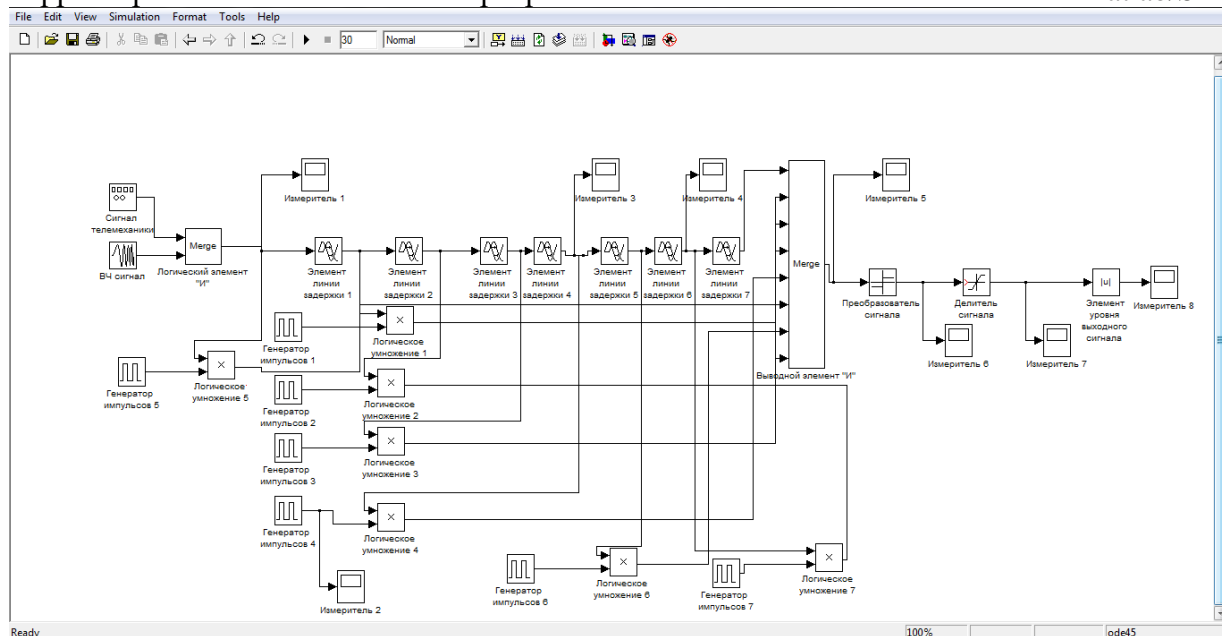 File Edit View Simulation Format Tools Help
30
Normal
Измеритель 1
Измеритель 3
Измеритель 4
Измеритель 5
Сигнал
телемеханики
Merge
Логический элемент
"И"
ВЧ сигнал
Элемент
линии
задержки 1
Элемент
линии
задержки 2
Элемент
линии
задержки 3
Элемент
линии
задержки 4
Элемент
линии
задержки 5
Элемент
линии
задержки 6
Элемент
линии
задержки 7
Merge
Выводной элемент "И"
Преобразователь
сигнала
Делитель
сигнала
|u|
Элемент
уровня
выходного
сигнала
Измеритель 8
Измеритель 6
Измеритель 7
Генератор
импульсов 1
×
Логическое
умножение 1
Генератор
импульсов 5
×
Логическое
умножение 5
Генератор
импульсов 2
×
Логическое
умножение 2
Генератор
импульсов 3
×
Логическое
умножение 3
Генератор
импульсов 4
×
Логическое
умножение 4
Измеритель 2
Генератор
импульсов 6
×
Логическое
умножение 6
Генератор
импульсов 7
×
Логическое
умножение 7
Ready
100%
ode45